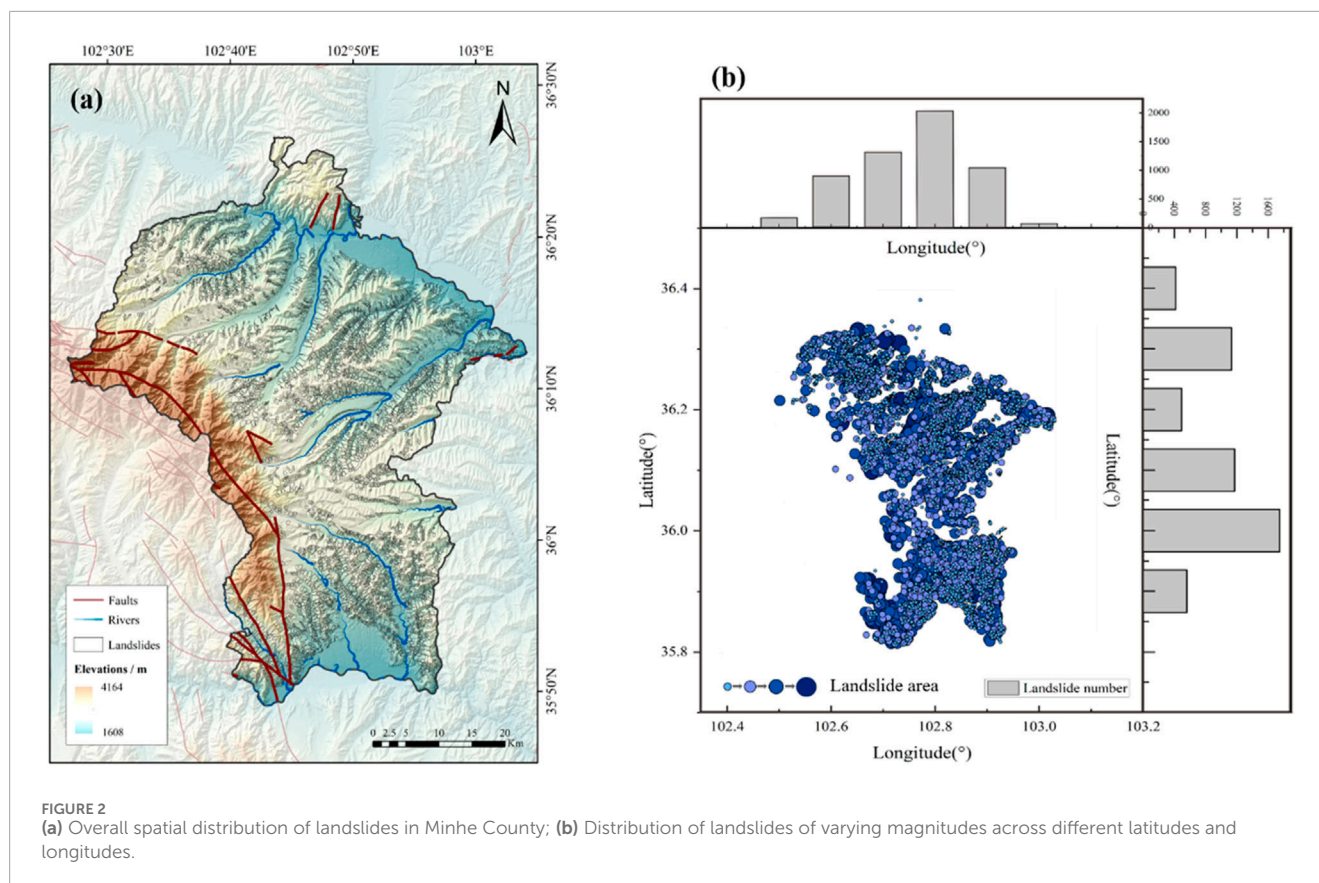 102°30'E 102°40'E 102°50'E 103°E
(a)
N
36°30'N
36°20'N
36°10'N
36°N
35°50'N
Faults
Rivers
Landslides
Elevations / m
4164
1608
0 2.5 5 10 15 20
Km
(b)
2000
1500
1000
500
0
0 400 800 1200 1600
Longitude(°)
36.4
36.2
36.0
35.8
Latitude(°)
Latitude(°)
Landslide area
Landslide number
102.4 102.6 102.8 103.0 103.2
Longitude(°)
FIGURE 2
(a) Overall spatial distribution of landslides in Minhe County; (b) Distribution of landslides of varying magnitudes across different latitudes and
longitudes.